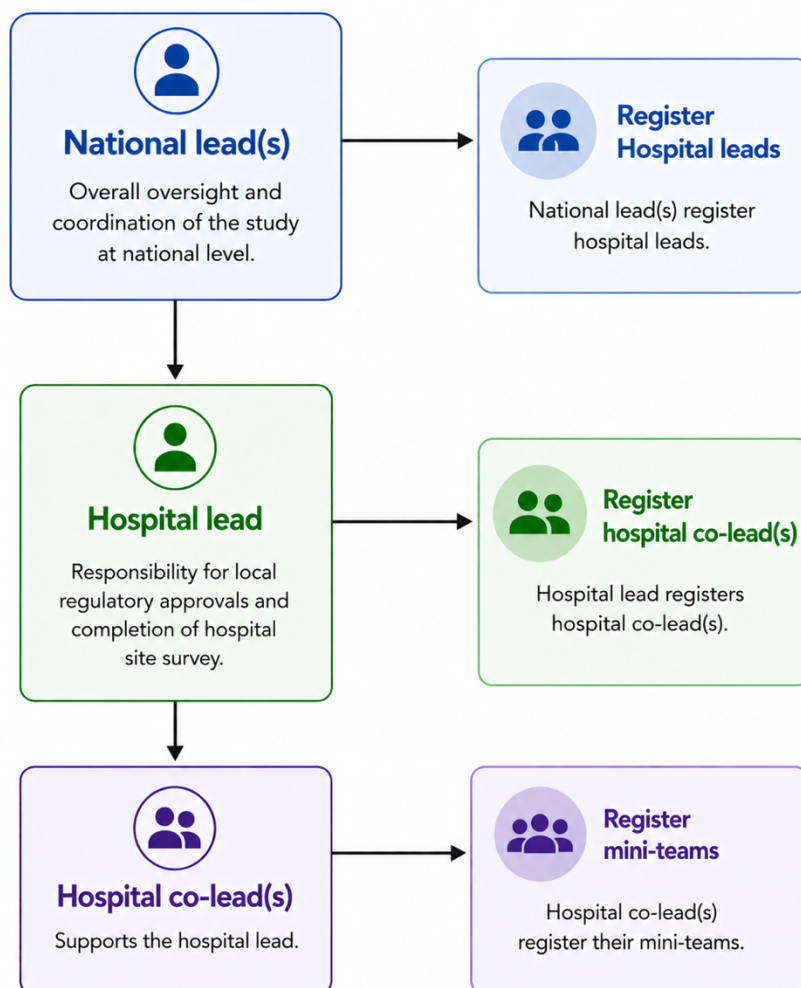 National lead(s)
Overall oversight and
coordination of the study
at national level.
Register
Hospital leads
National lead(s) register
hospital leads.
Hospital lead
Responsibility for local
regulatory approvals and
completion of hospital
site survey.
Register
hospital co-lead(s)
Hospital lead registers
hospital co-lead(s).
Hospital co-lead(s)
Supports the hospital lead.
Register
mini-teams
Hospital co-lead(s)
register their mini-teams.